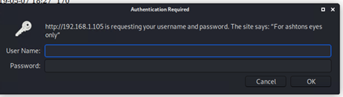 Authentication Required
http://192.168.1.105 is requesting your username and password. The site says: "For ashtons eyes
only"
User Name:
Password:
Cancel
OK